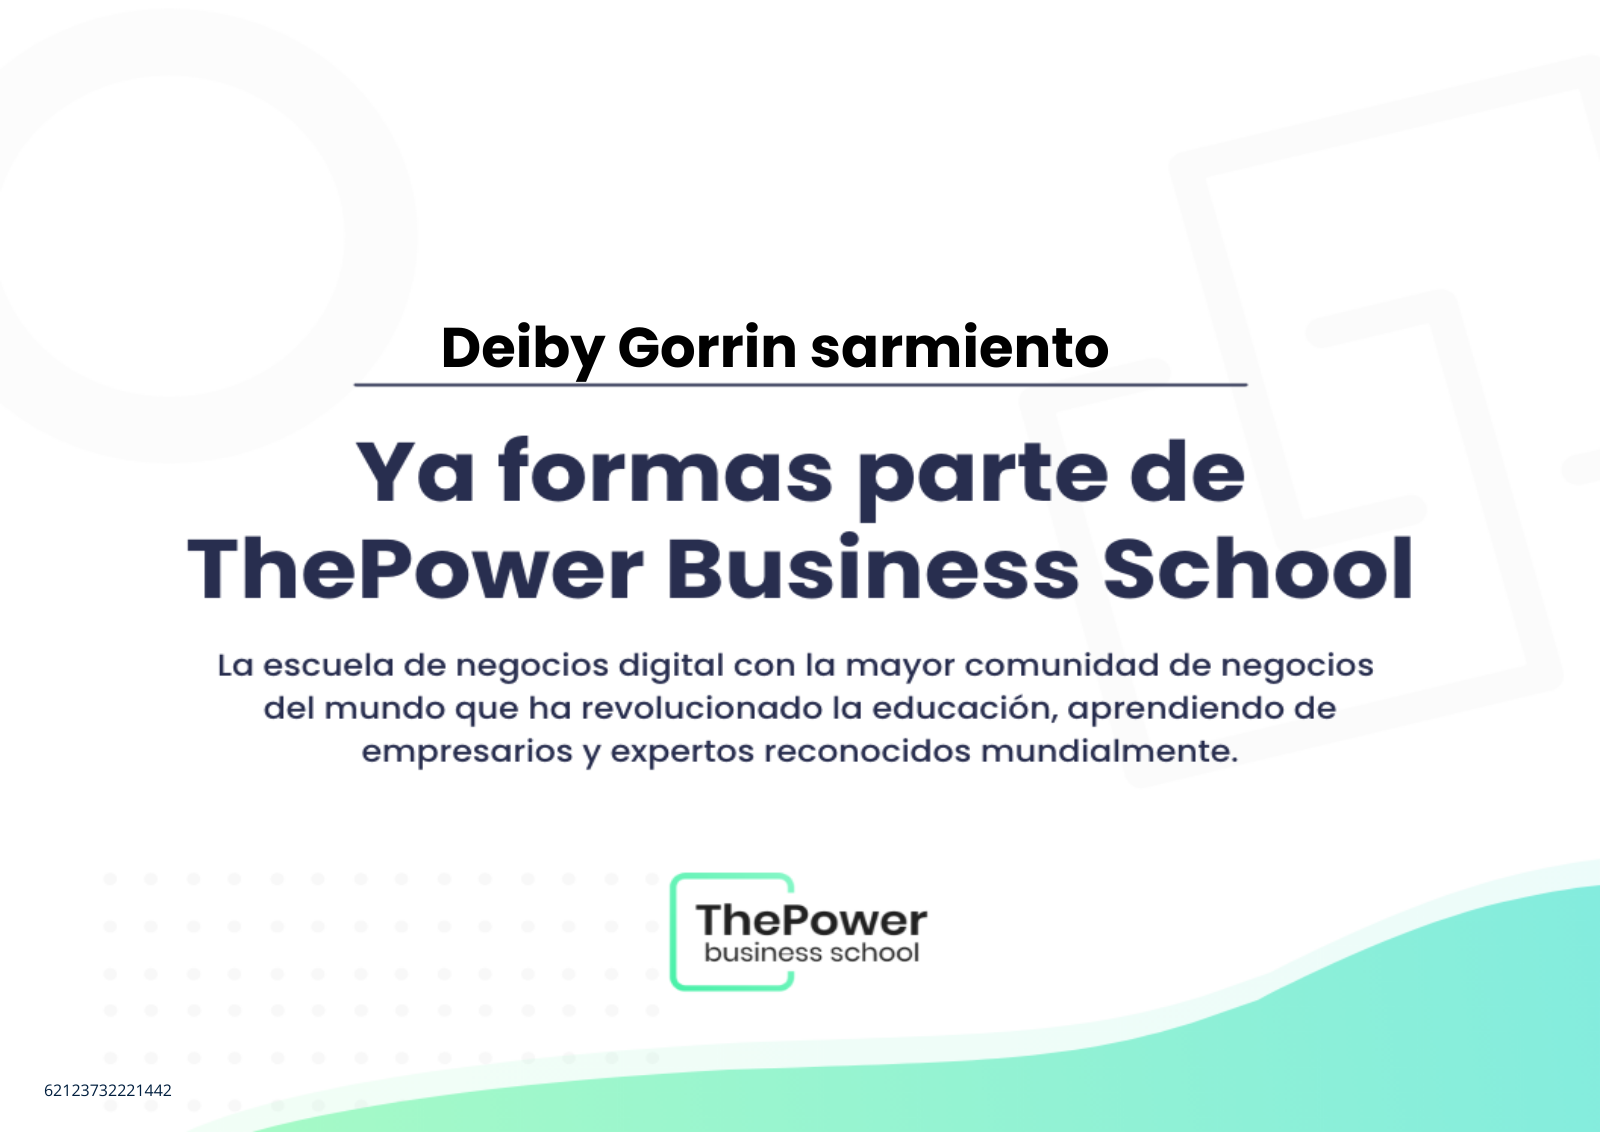 Deiby Gorrin sarmiento
Ya formas parte de
ThePower Business School
La escuela de negocios digital con la mayor comunidad de negocios
del mundo que ha revolucionado la educación, aprendiendo de
empresarios y expertos reconocidos mundialmente.
ThePower
business school
62123732221442